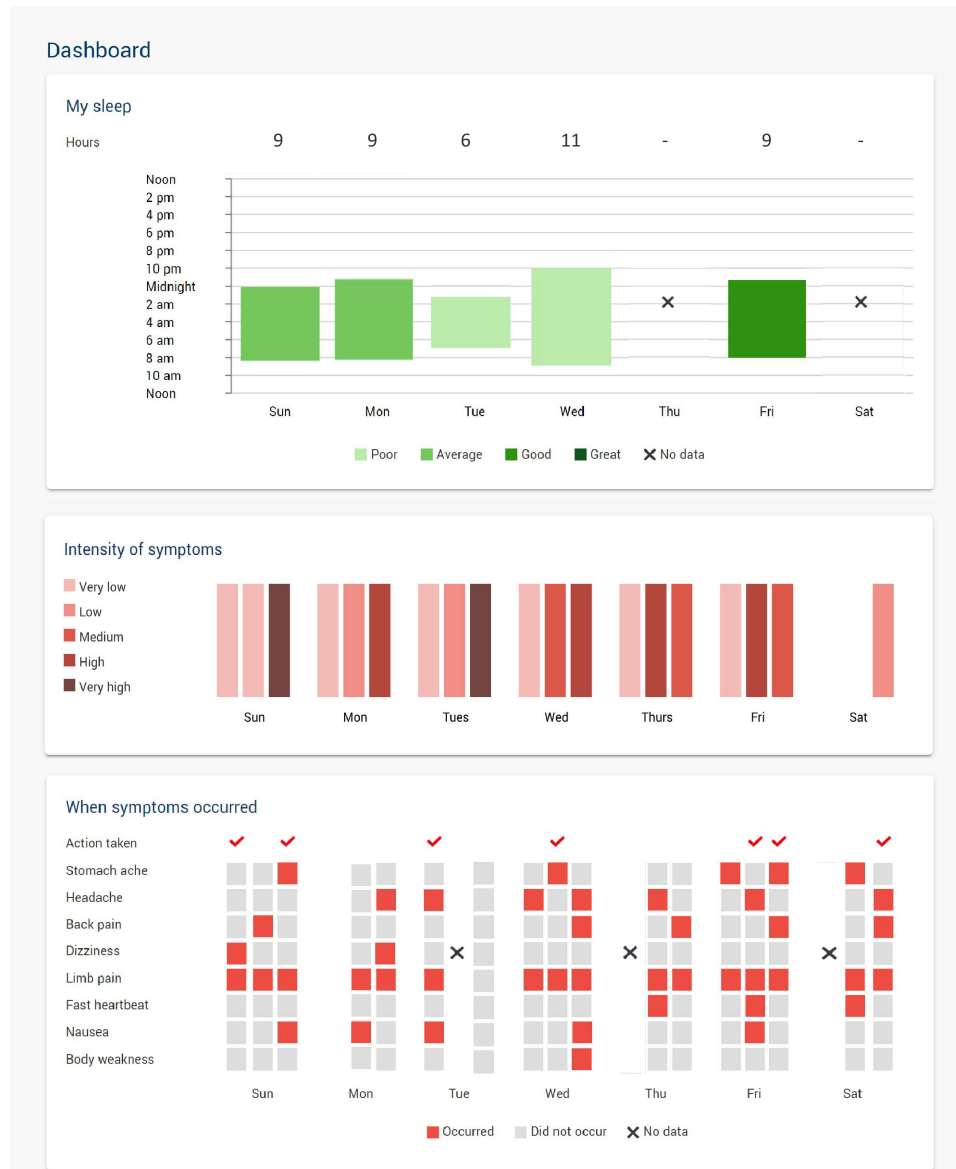 Dashboard
My sleep
Hours 9 9 6 11 - 9 -
Noon
2 pm
4 pm
6 pm
8 pm
10 pm
Midnight
2 am
4 am
6 am
8 am
10 am
Noon
Sun Mon Tue Wed Thu Fri Sat
Poor Average Good Great No data
Intensity of symptoms
Very low
Low
Medium
High
Very high
Sun Mon Tues Wed Thurs Fri Sat
When symptoms occurred
Action taken
Stomach ache
Headache
Back pain
Dizziness
Limb pain
Fast heartbeat
Nausea
Body weakness
Sun Mon Tue Wed Thu Fri Sat
Occurred Did not occur No data